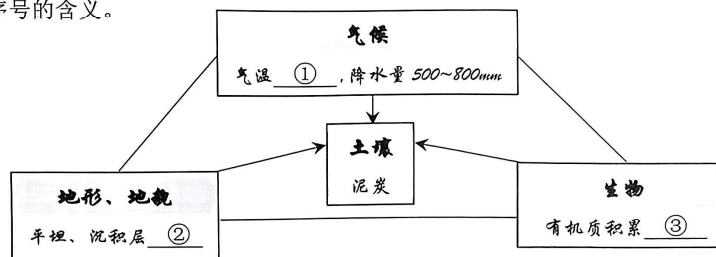 序号的含义。
气候
气温 ① ,降水量 500~800mm
土壤
泥炭
地形、地貌
平坦、沉积层 ②
生物
有机质积累 ③